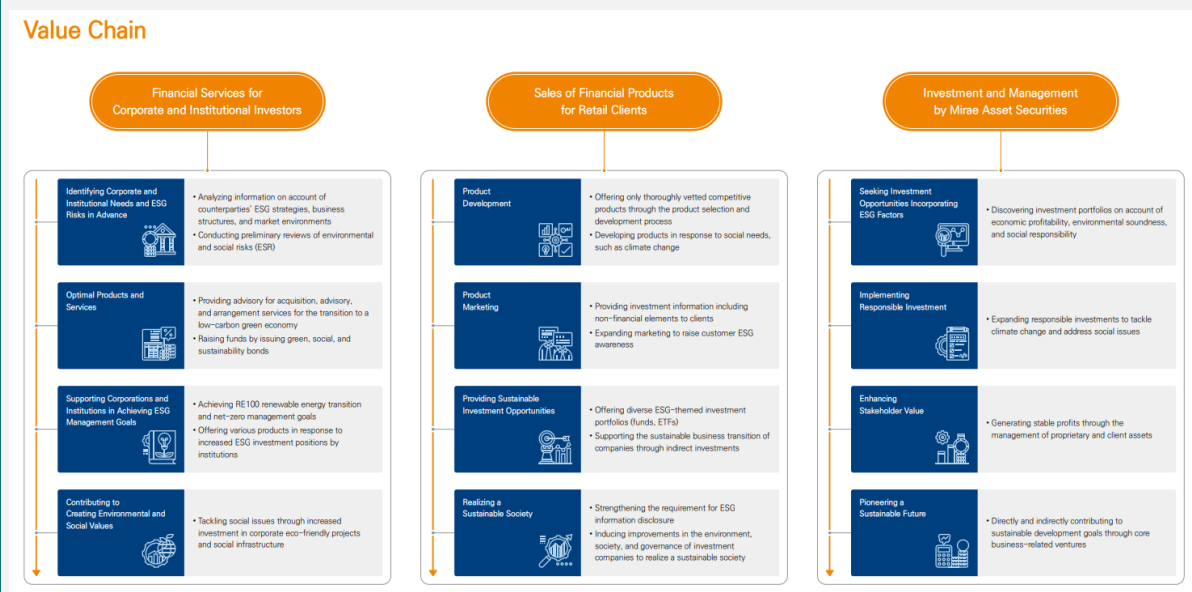 Value Chain
Financial Services for
Corporate and Institutional Investors
Identifying Corporate and
Institutional Needs and ESG
Risks in Advance
• Analyzing information on account of
counterparties' ESG strategies, business
structures, and market environments
• Conducting preliminary reviews of environmental
and social risks (ESR)
Optimal Products and
Services
• Providing advisory for acquisition, advisory,
and arrangement services for the transition to a
low-carbon green economy
• Raising funds by issuing green, social, and
sustainability bonds
Supporting Corporations and
Institutions in Achieving ESG
Management Goals
• Achieving RE100 renewable energy transition
and net-zero management goals
• Offering various products in response to
increased ESG investment positions by
institutions
Contributing to
Creating Environmental and
Social Values
• Tackling social issues through increased
investment in corporate eco-friendly projects
and social infrastructure
Sales of Financial Products
for Retail Clients
Product
Development
• Offering only thoroughly vetted competitive
products through the product selection and
development process
• Developing products in response to social needs,
such as climate change
Product
Marketing
• Providing investment information including
non-financial elements to clients
• Expanding marketing to raise customer ESG
awareness
Providing Sustainable
Investment Opportunities
• Offering diverse ESG-themed investment
portfolios (funds, ETFs)
• Supporting the sustainable business transition of
companies through indirect investments
Realizing a
Sustainable Society
• Strengthening the requirement for ESG
information disclosure
• Inducing improvements in the environment,
society, and governance of investment
companies to realize a sustainable society
Investment and Management
by Mirae Asset Securities
Seeking Investment
Opportunities Incorporating
ESG Factors
• Discovering investment portfolios on account of
economic profitability, environmental soundness,
and social responsibility
Implementing
Responsible Investment
• Expanding responsible investments to tackle
climate change and address social issues
Enhancing
Stakeholder Value
• Generating stable profits through the
management of proprietary and client assets
Pioneering a
Sustainable Future
• Directly and indirectly contributing to
sustainable development goals through core
business-related ventures